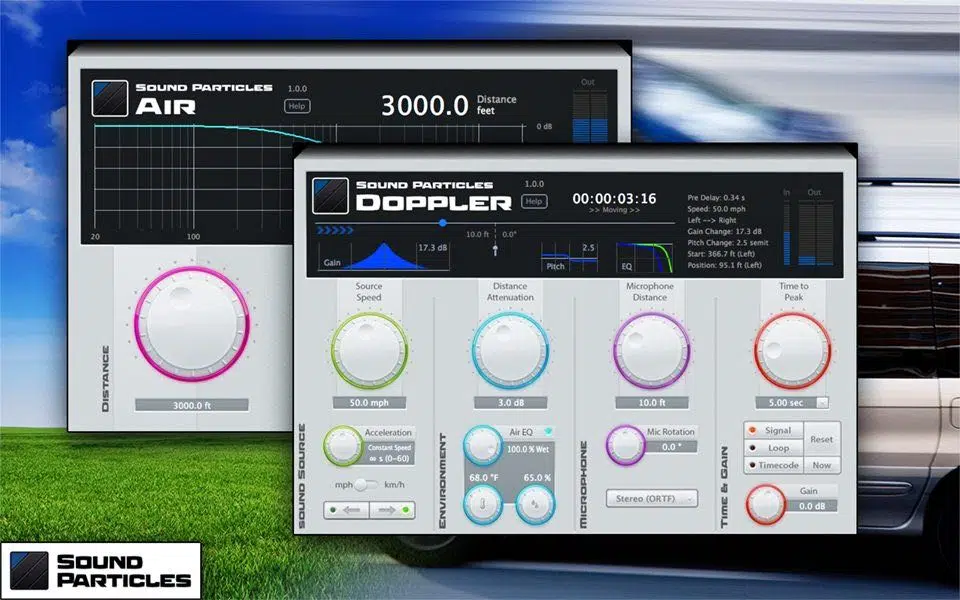 SOUND PARTICLES 1.0.0
AIR Help
3000.0 Distance feet
Out
0 dB
20 100
DISTANCE
3000.0 ft
SOUND PARTICLES 1.0.0
DOPPLER Help
00:00:03:16
>> Moving >>
Pre Delay: 0.34 s
Speed: 50.0 mph
Left --> Right
Gain Change: 17.3 dB
Pitch Change: 2.5 semit
Start: 366.7 ft (Left)
Position: 95.1 ft (Left)
In Out
10.0 ft 0.0°
Gain 17.3 dB
Pitch 2.5
EQ
SOUND SOURCE
Source
Speed
50.0 mph
Acceleration
Constant Speed
∞ s (0-60)
mph km/h
ENVIRONMENT
Distance
Attenuation
3.0 dB
Air EQ
100.0 % Wet
68.0 °F 65.0 %
MICROPHONE
Microphone
Distance
10.0 ft
Mic Rotation
0.0 °
Stereo (ORTF)
TIME & GAIN
Time to
Peak
5.00 sec
Signal
Loop
Timecode
Reset
Now
Gain
0.0 dB
SOUND
PARTICLES